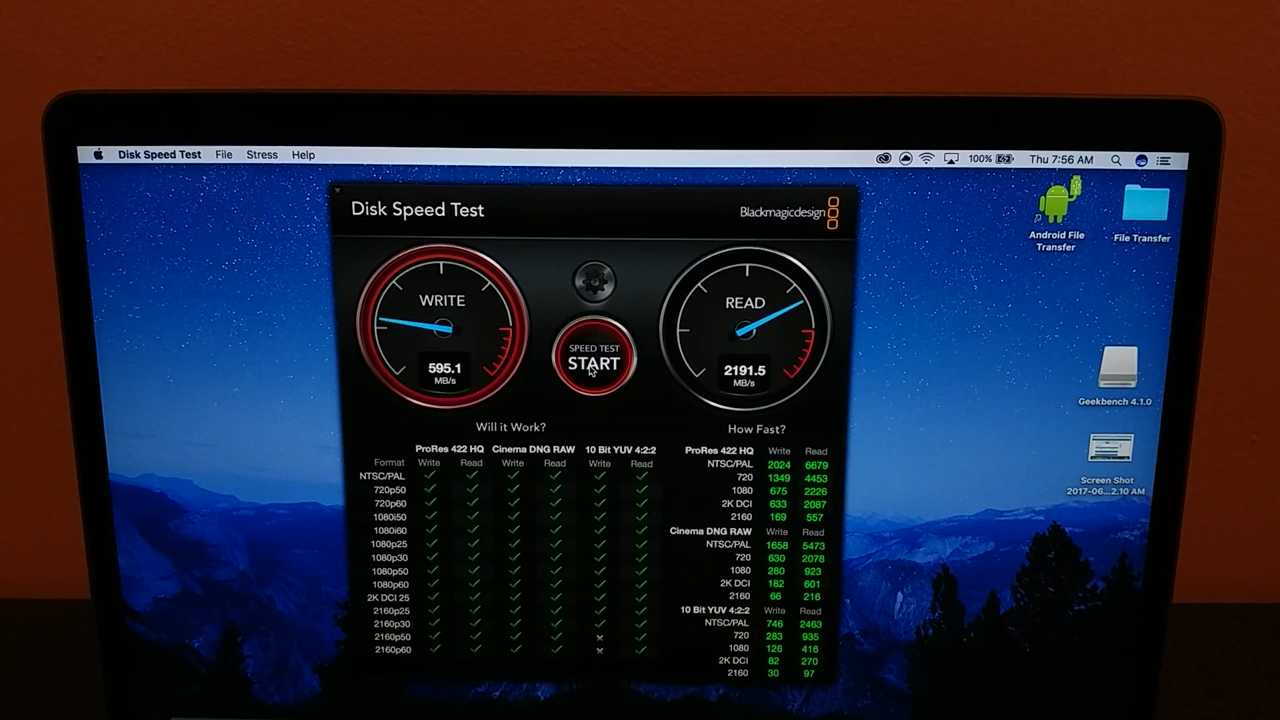 Disk Speed Test File Stress Help 100% Thu 7:56 AM
Disk Speed Test
Blackmagicdesign
Android File
Transfer
File Transfer
WRITE
595.1
MB/s
SPEED TEST
START
READ
2191.5
MB/s
Geekbench 4.1.0
Screen Shot
2017-06...2.10 AM
Will it Work?
ProRes 422 HQ Cinema DNG RAW 10 Bit YUV 4:2:2
Format Write Read Write Read Write Read
NTSC/PAL
720p50
720p60
1080i50
1080i60
1080p25
1080p30
1080p50
1080p60
2K DCI 25
2160p25
2160p30
2160p50
2160p60
How Fast?
ProRes 422 HQ Write Read
NTSC/PAL 2024 6679
720 1349 4453
1080 675 2226
2K DCI 633 2087
2160 169 557
Cinema DNG RAW Write Read
NTSC/PAL 1658 5473
720 630 2078
1080 280 923
2K DCI 182 601
2160 66 216
10 Bit YUV 4:2:2 Write Read
NTSC/PAL 746 2463
720 283 935
1080 126 416
2K DCI 82 270
2160 30 97